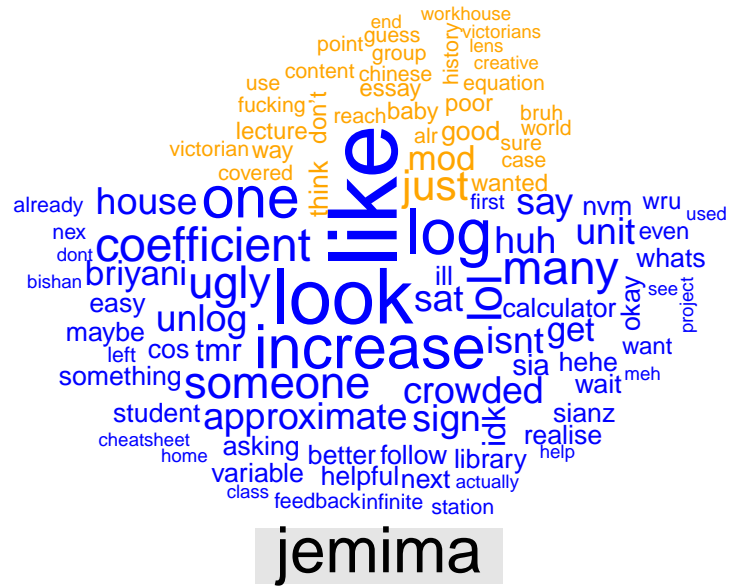 end workhouse
point guess victorians
group history lens
content chinese creative
use essay equation
fucking don't reach baby poor bruh
lecture alr good world
victorian way mod sure
covered think like just wanted case
already house one first say nvm wru used
nex coefficient log huh unit even
dont briyani ugly look many whats
bishan ill see
easy unlog sat lol calculator okay project
maybe increase isnt get want
left cos tmr sia hehe meh
something someone crowded wait
student approximate sign idk sianz
cheatsheet asking realise
home better follow library help
variable helpful next actually
class feedback infinite station
jemima